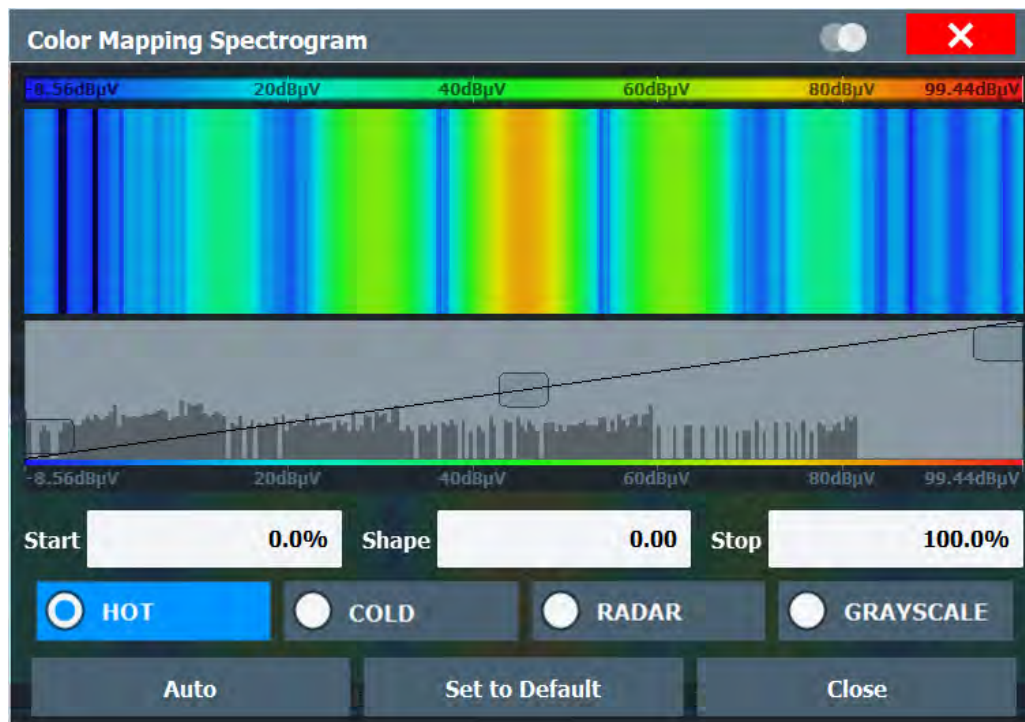 Color Mapping Spectrogram
-8.56dBµV 20dBµV 40dBµV 60dBµV 80dBµV 99.44dBµV
-8.56dBµV 20dBµV 40dBµV 60dBµV 80dBµV 99.44dBµV
Start 0.0% Shape 0.00 Stop 100.0%
HOT COLD RADAR GRAYSCALE
Auto Set to Default Close